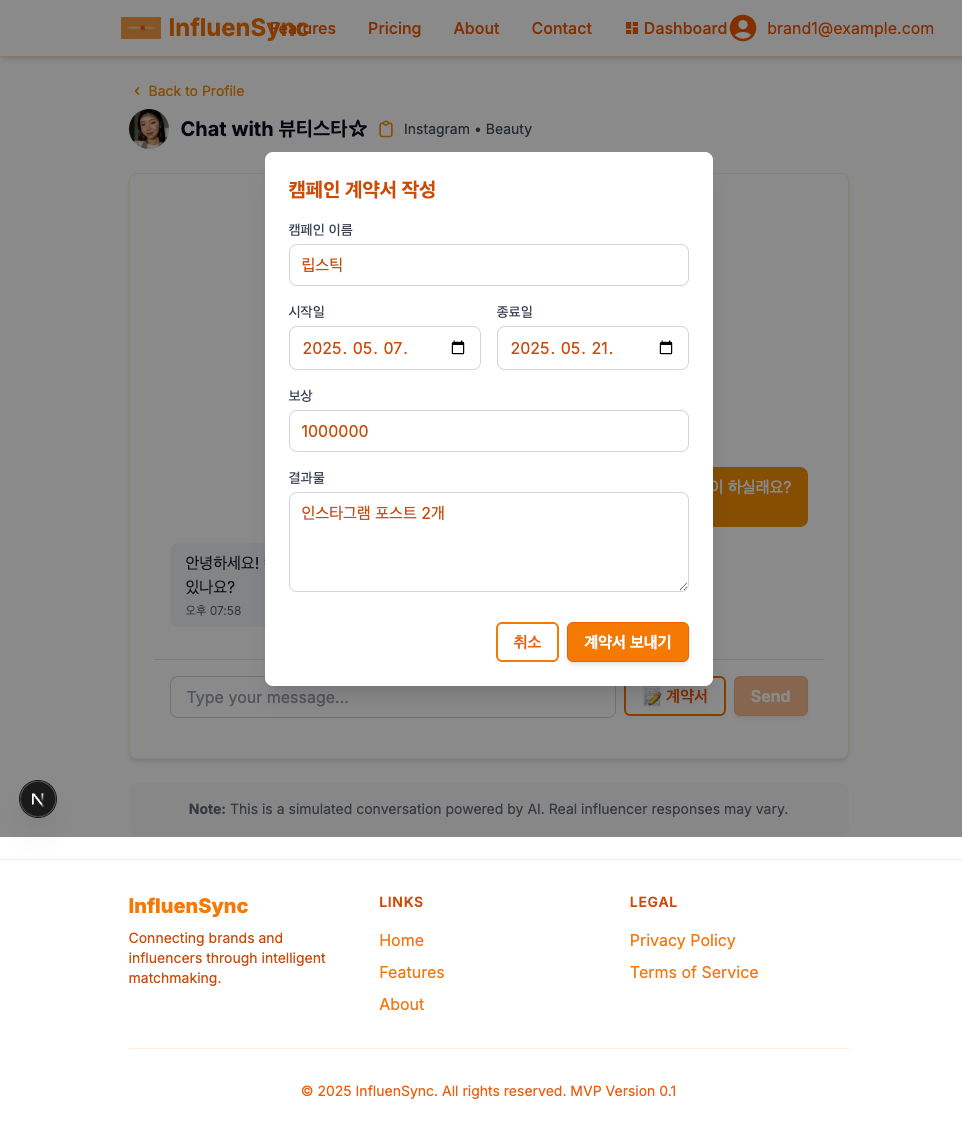 InfluenSync
Features
Pricing
About
Contact
Dashboard
brand1@example.com
Back to Profile
Chat with 뷰티스타☆
Instagram • Beauty
캠페인 계약서 작성
캠페인 이름
립스틱
시작일
종료일
2025. 05. 07.
2025. 05. 21.
보상
1000000
결과물
인스타그램 포스트 2개
취소
계약서 보내기
하실래요?
안녕하세요!
있나요?
오후 07:58
Type your message...
📝 계약서
Send
N
Note: This is a simulated conversation powered by AI. Real influencer responses may vary.
InfluenSync
Connecting brands and
influencers through intelligent
matchmaking.
LINKS
Home
Features
About
LEGAL
Privacy Policy
Terms of Service
© 2025 InfluenSync. All rights reserved. MVP Version 0.1